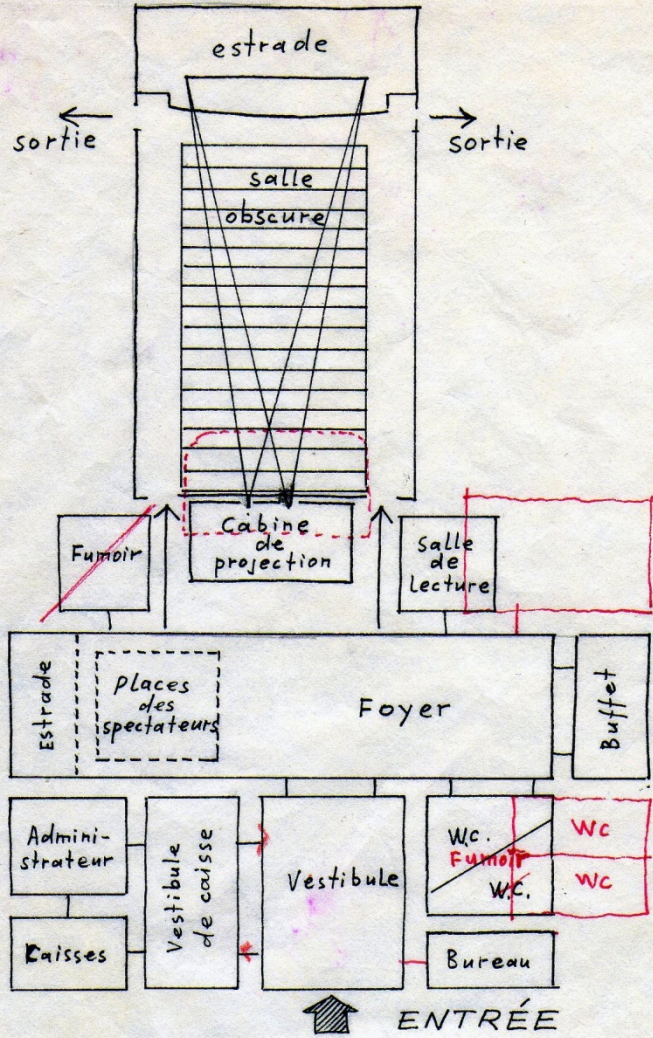 estrade
sortie
sortie
salle
obscure
Cabine
de
projection
Fumoir
Salle
de
Lecture
Estrade
places
des
spectateurs
Foyer
Buffet
Admini-
strateur
Vestibule
de caisse
Vestibule
W.C.
Fumoir
W.C.
WC
WC
Caisses
Bureau
ENTRÉE